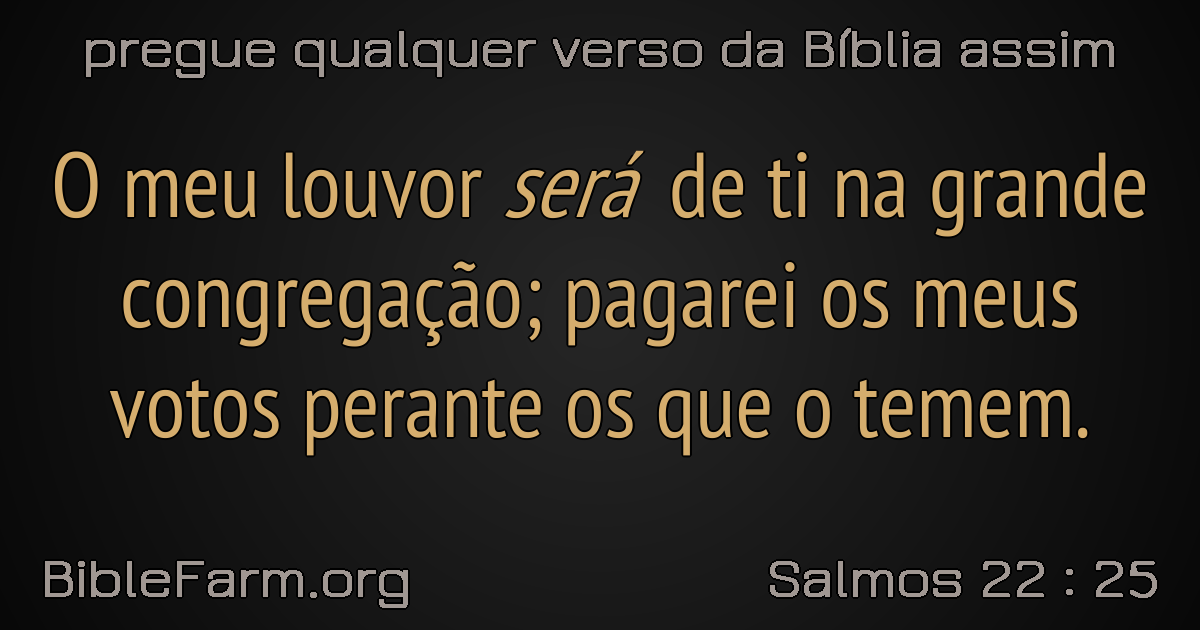 pregue qualquer verso da Bíblia assim
O meu louvor será de ti na grande
congregação; pagarei os meus
votos perante os que o temem.
BibleFarm.org
Salmos 22 : 25